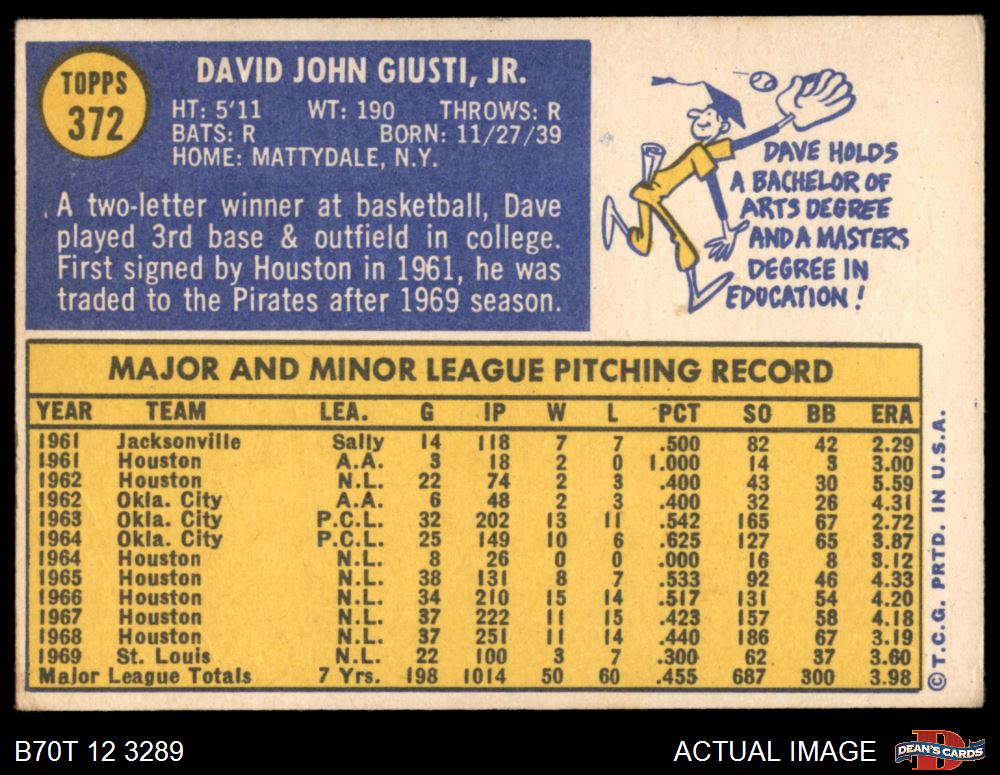 TOPPS
372
DAVID JOHN GIUSTI, JR.
HT: 5'11 WT: 190 THROWS: R
BATS: R BORN: 11/27/39
HOME: MATTYDALE, N.Y.
A two-letter winner at basketball, Dave
played 3rd base & outfield in college.
First signed by Houston in 1961, he was
traded to the Pirates after 1969 season.
DAVE HOLDS
A BACHELOR OF
ARTS DEGREE
AND A MASTERS
DEGREE IN
EDUCATION!
MAJOR AND MINOR LEAGUE PITCHING RECORD
YEAR TEAM LEA. G IP W L PCT SO BB ERA
1961 Jacksonville Sally 14 118 7 7 .500 82 42 2.29
1961 Houston A.A. 3 18 2 0 1.000 14 3 3.00
1962 Houston N.L. 22 74 2 3 .400 43 30 5.59
1962 Okla. City A.A. 6 48 2 3 .400 32 26 4.31
1963 Okla. City P.C.L. 32 202 13 11 .542 165 67 2.72
1964 Okla. City P.C.L. 25 149 10 6 .625 127 65 3.87
1964 Houston N.L. 8 26 0 0 .000 16 8 3.12
1965 Houston N.L. 38 131 8 7 .533 92 46 4.33
1966 Houston N.L. 34 210 15 14 .517 131 54 4.20
1967 Houston N.L. 37 222 11 15 .423 157 58 4.18
1968 Houston N.L. 37 251 11 14 .440 186 67 3.19
1969 St. Louis N.L. 22 100 3 7 .300 62 37 3.60
Major League Totals 7 Yrs. 198 1014 50 60 .455 687 300 3.98
© T.C.G. PRTD. IN U.S.A.
B70T 12 3289
ACTUAL IMAGE
D
DEAN'S CARDS